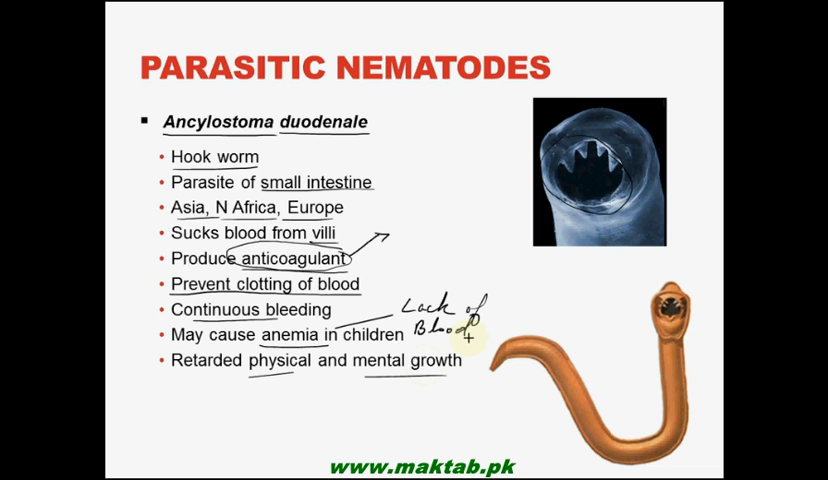 PARASITIC NEMATODES
▪ Ancylostoma duodenale
• Hook worm
• Parasite of small intestine
• Asia, N Africa, Europe
• Sucks blood from villi
• Produce anticoagulant
• Prevent clotting of blood
• Continuous bleeding
Lack of
Blood
• May cause anemia in children
• Retarded physical and mental growth
www.maktab.pk